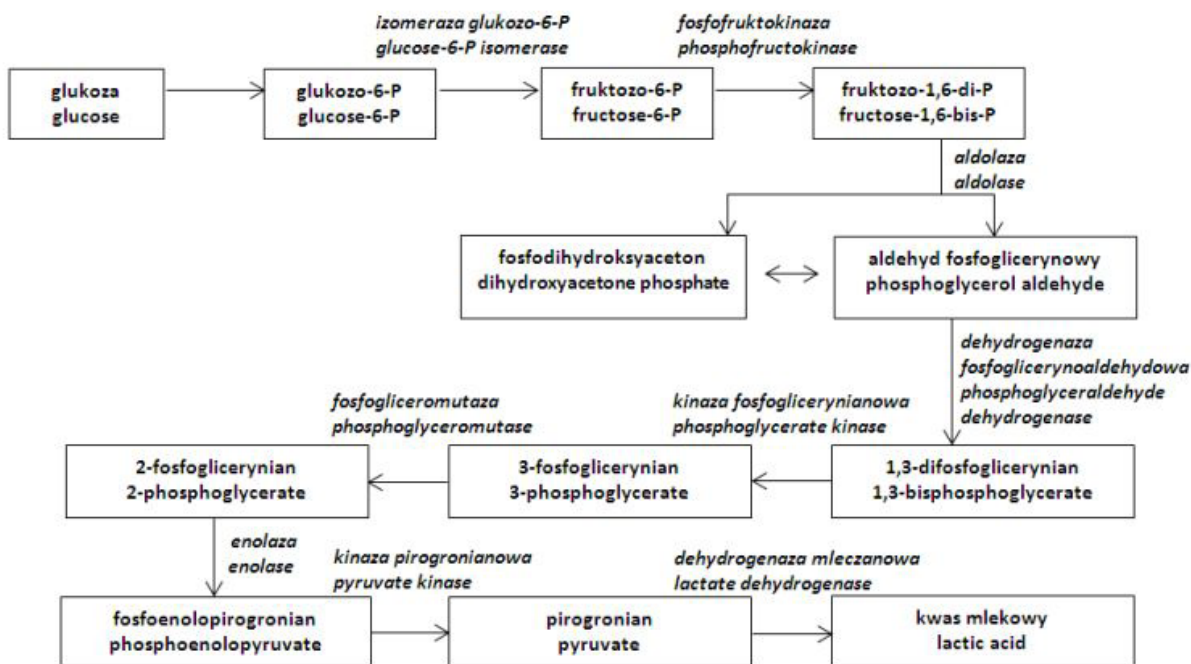 izomeraza glukozo-6-P
glucose-6-P isomerase
fosfofruktokinaza
phosphofructokinase
glukoza
glucose
glukozo-6-P
glucose-6-P
fruktozo-6-P
fructose-6-P
fruktozo-1,6-di-P
fructose-1,6-bis-P
aldolaza
aldolase
fosfodihydroksyaceton
dihydroxyacetone phosphate
aldehyd fosfoglicerynowy
phosphoglycerol aldehyde
dehydrogenaza
fosfoglicerynoaldehydowa
phosphoglyceraldehyde
dehydrogenase
fosfogliceromutaza
phosphoglyceromutase
kinaza fosfoglicerynianowa
phosphoglycerate kinase
2-fosfoglicerynian
2-phosphoglycerate
3-fosfoglicerynian
3-phosphoglycerate
1,3-difosfoglicerynian
1,3-bisphosphoglycerate
enolaza
enolase
kinaza pirogronianowa
pyruvate kinase
dehydrogenaza mleczanowa
lactate dehydrogenase
fosfoenolopirogronian
phosphoenolopyruvate
pirogronian
pyruvate
kwas mlekowy
lactic acid